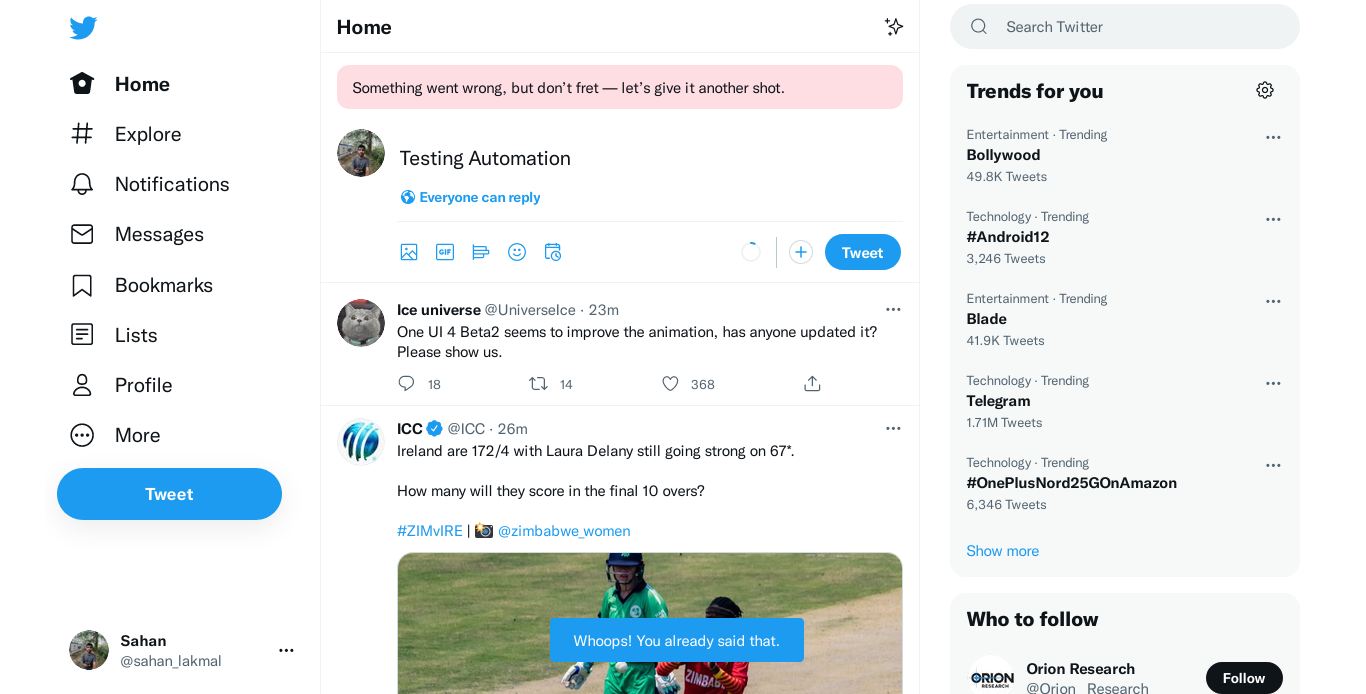 Home
Explore
Notifications
Messages
Bookmarks
Lists
Profile
More
Tweet
Sahan
@sahan_lakmal
Home
Something went wrong, but don’t fret — let’s give it another shot.
Testing Automation
Everyone can reply
GIF
Tweet
Ice universe @UniverseIce · 23m
One UI 4 Beta2 seems to improve the animation, has anyone updated it?
Please show us.
18 14 368
ICC @ICC · 26m
Ireland are 172/4 with Laura Delany still going strong on 67*.
How many will they score in the final 10 overs?
#ZIMvIRE | 📸 @zimbabwe_women
Whoops! You already said that.
ZIMBAB
Search Twitter
Trends for you
Entertainment · Trending
Bollywood
49.8K Tweets
Technology · Trending
#Android12
3,246 Tweets
Entertainment · Trending
Blade
41.9K Tweets
Technology · Trending
Telegram
1.71M Tweets
Technology · Trending
#OnePlusNord25GOnAmazon
6,346 Tweets
Show more
Who to follow
ORION
RESEARCH
Orion Research
@Orion_Research
Follow